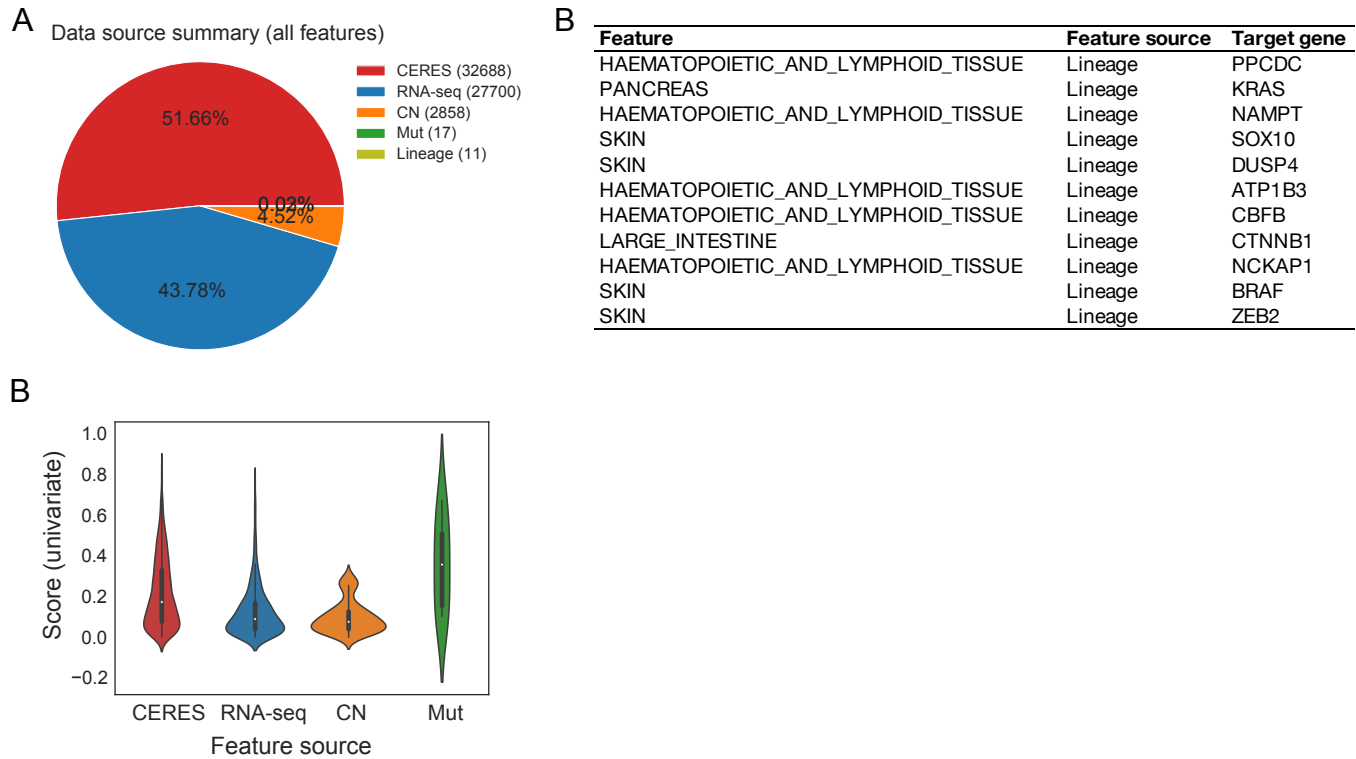 A
Data source summary (all features)
CERES (32688)
RNA-seq (27700)
CN (2858)
Mut (17)
Lineage (11)
51.66%
4.52%
43.78%
B
Feature Feature source Target gene
HAEMATOPOIETIC_AND_LYMPHOID_TISSUE Lineage PPCDC
PANCREAS Lineage KRAS
HAEMATOPOIETIC_AND_LYMPHOID_TISSUE Lineage NAMPT
SKIN Lineage SOX10
SKIN Lineage DUSP4
HAEMATOPOIETIC_AND_LYMPHOID_TISSUE Lineage ATP1B3
HAEMATOPOIETIC_AND_LYMPHOID_TISSUE Lineage CBFB
LARGE_INTESTINE Lineage CTNNB1
HAEMATOPOIETIC_AND_LYMPHOID_TISSUE Lineage NCKAP1
SKIN Lineage BRAF
SKIN Lineage ZEB2
B
Score (univariate)
1.0
0.8
0.6
0.4
0.2
0.0
−0.2
CERES RNA-seq CN Mut
Feature source